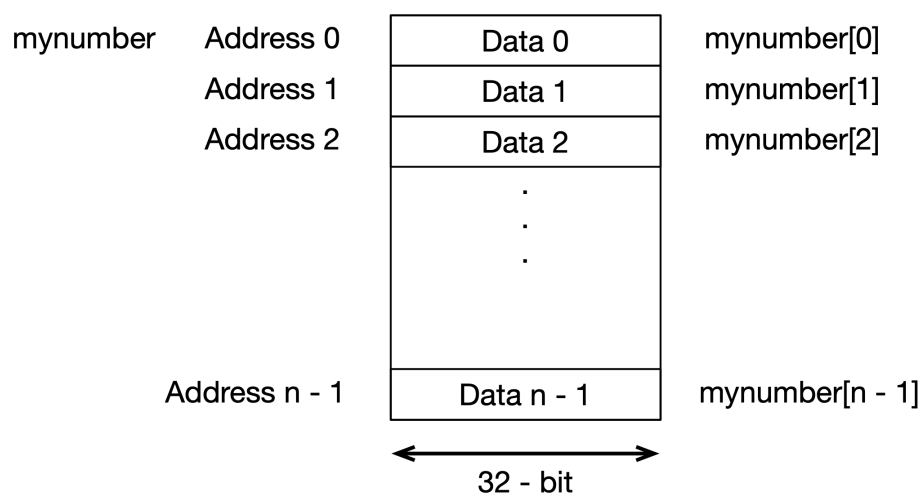 mynumber Address 0 Data 0 mynumber[0]
Address 1 Data 1 mynumber[1]
Address 2 Data 2 mynumber[2]
.
.
.
Address n - 1 Data n - 1 mynumber[n - 1]
32 - bit